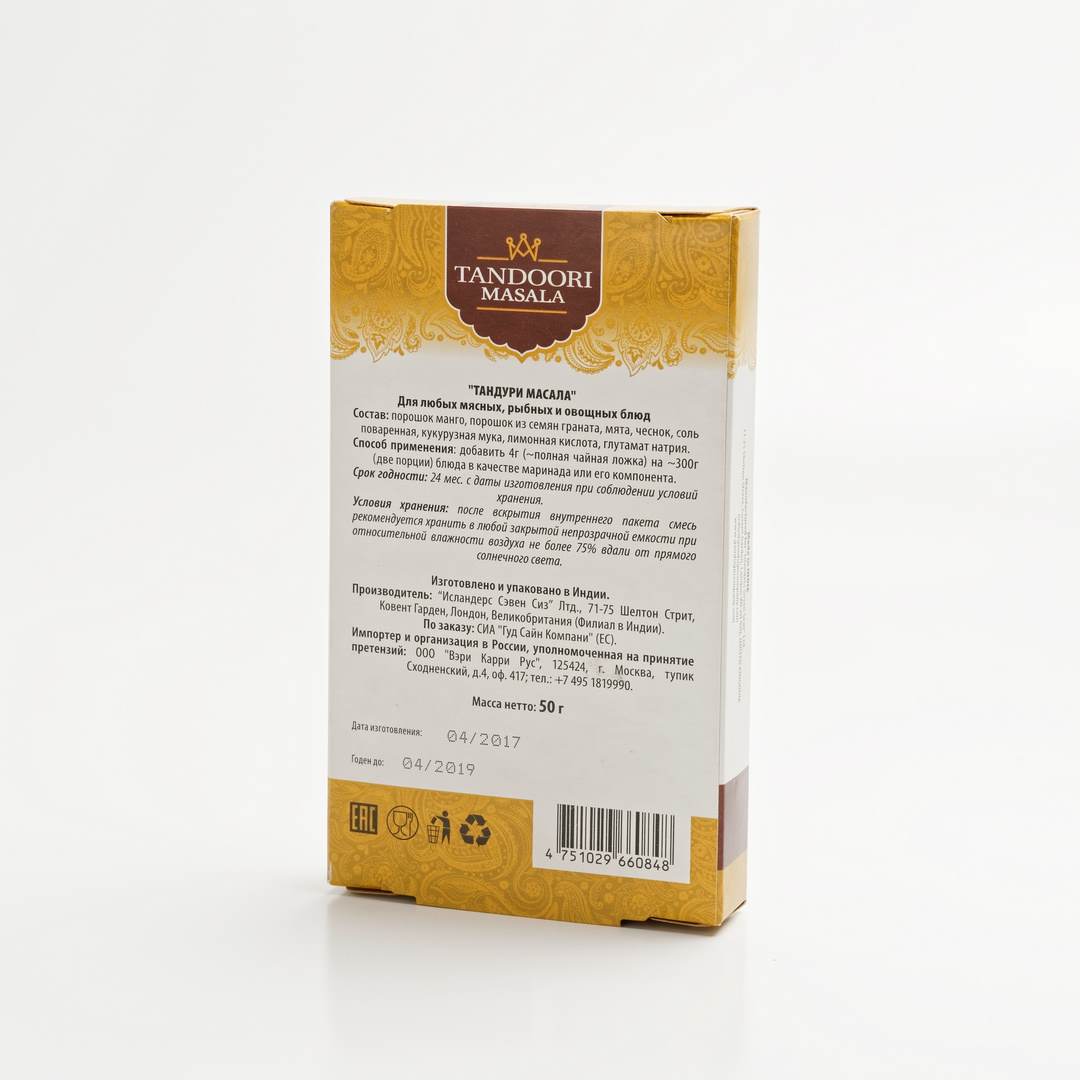 TANDOORI
MASALA
"ТАНДУРИ МАСАЛА"
Для любых мясных, рыбных и овощных блюд
Состав: порошок манго, порошок из семян граната, мята, чеснок, соль
поваренная, кукурузная мука, лимонная кислота, глутамат натрия.
Способ применения: добавить 4г (~полная чайная ложка) на ~300г
(две порции) блюда в качестве маринада или его компонента.
Срок годности: 24 мес. с даты изготовления при соблюдении условий
хранения.
Условия хранения: после вскрытия внутреннего пакета смесь
рекомендуется хранить в любой закрытой непрозрачной емкости при
относительной влажности воздуха не более 75% вдали от прямого
солнечного света.
Изготовлено и упаковано в Индии.
Производитель: "Исландерс Сэвен Сиз" Лтд., 71-75 Шелтон Стрит,
Ковент Гарден, Лондон, Великобритания (Филиал в Индии).
По заказу: СИА "Гуд Сайн Компани" (ЕС).
Импортер и организация в России, уполномоченная на принятие
претензий: ООО "Вэри Карри Рус", 125424, г. Москва, тупик
Сходненский, д.4, оф. 417; тел.: +7 495 1819990.
Масса нетто: 50 г
Дата изготовления: 04/2017
Годен до: 04/2019
EAC
4 751029 660848